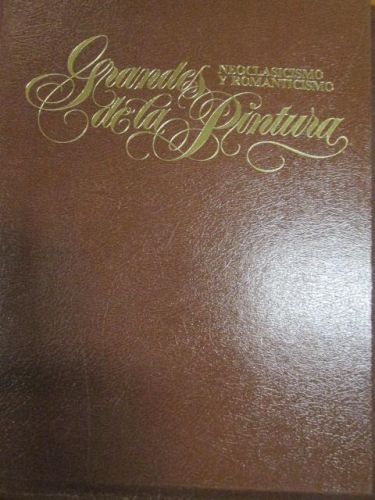 Grandes
NEOCLASICISMO
Y ROMANTICISMO
de la Pintura